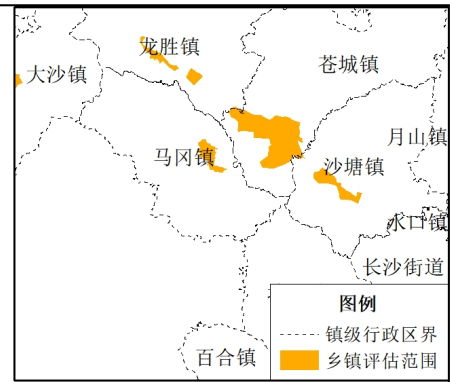 龙胜镇
苍城镇
大沙镇
月山镇
马冈镇
沙塘镇
水口镇
长沙街道
图例
镇级行政区界
百合镇
乡镇评估范围